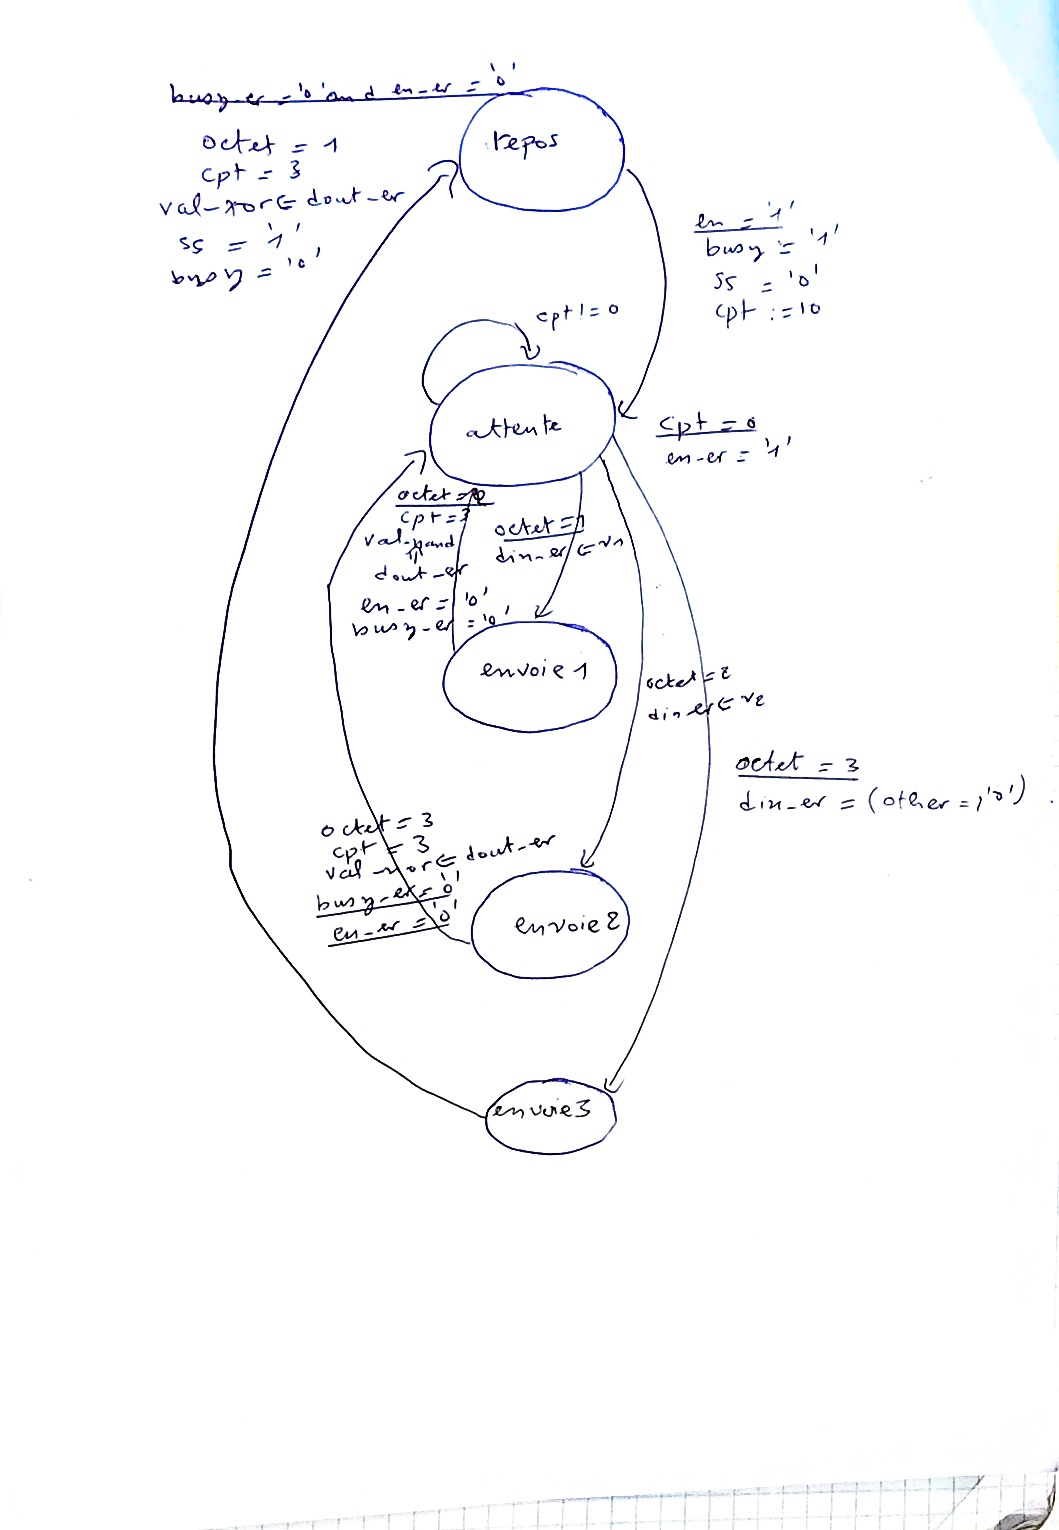 busy-er = '0' and en-er = '0'
repos
octet = 1
cpt = 3
val-xor ⇐ dout-er
ss = '1'
busy = '0'
en = '1'
busy = '1'
ss = '0'
cpt := 10
cpt != 0
attente
cpt = 0
en-er = '1'
octet =
cpt = 3
val-nand
⇑
dout-er
en-er = '0'
busy-er = '0'
octet = 1
din-er ⇐ v1
envoie 1
octet = 2
din-er ⇐ v2
octet = 3
din-er = (other =, '0')
octet = 3
cpt = 3
val-xor ⇐ dout-er
busy-er = '0'
en-er = '0'
envoie 2
envoie 3